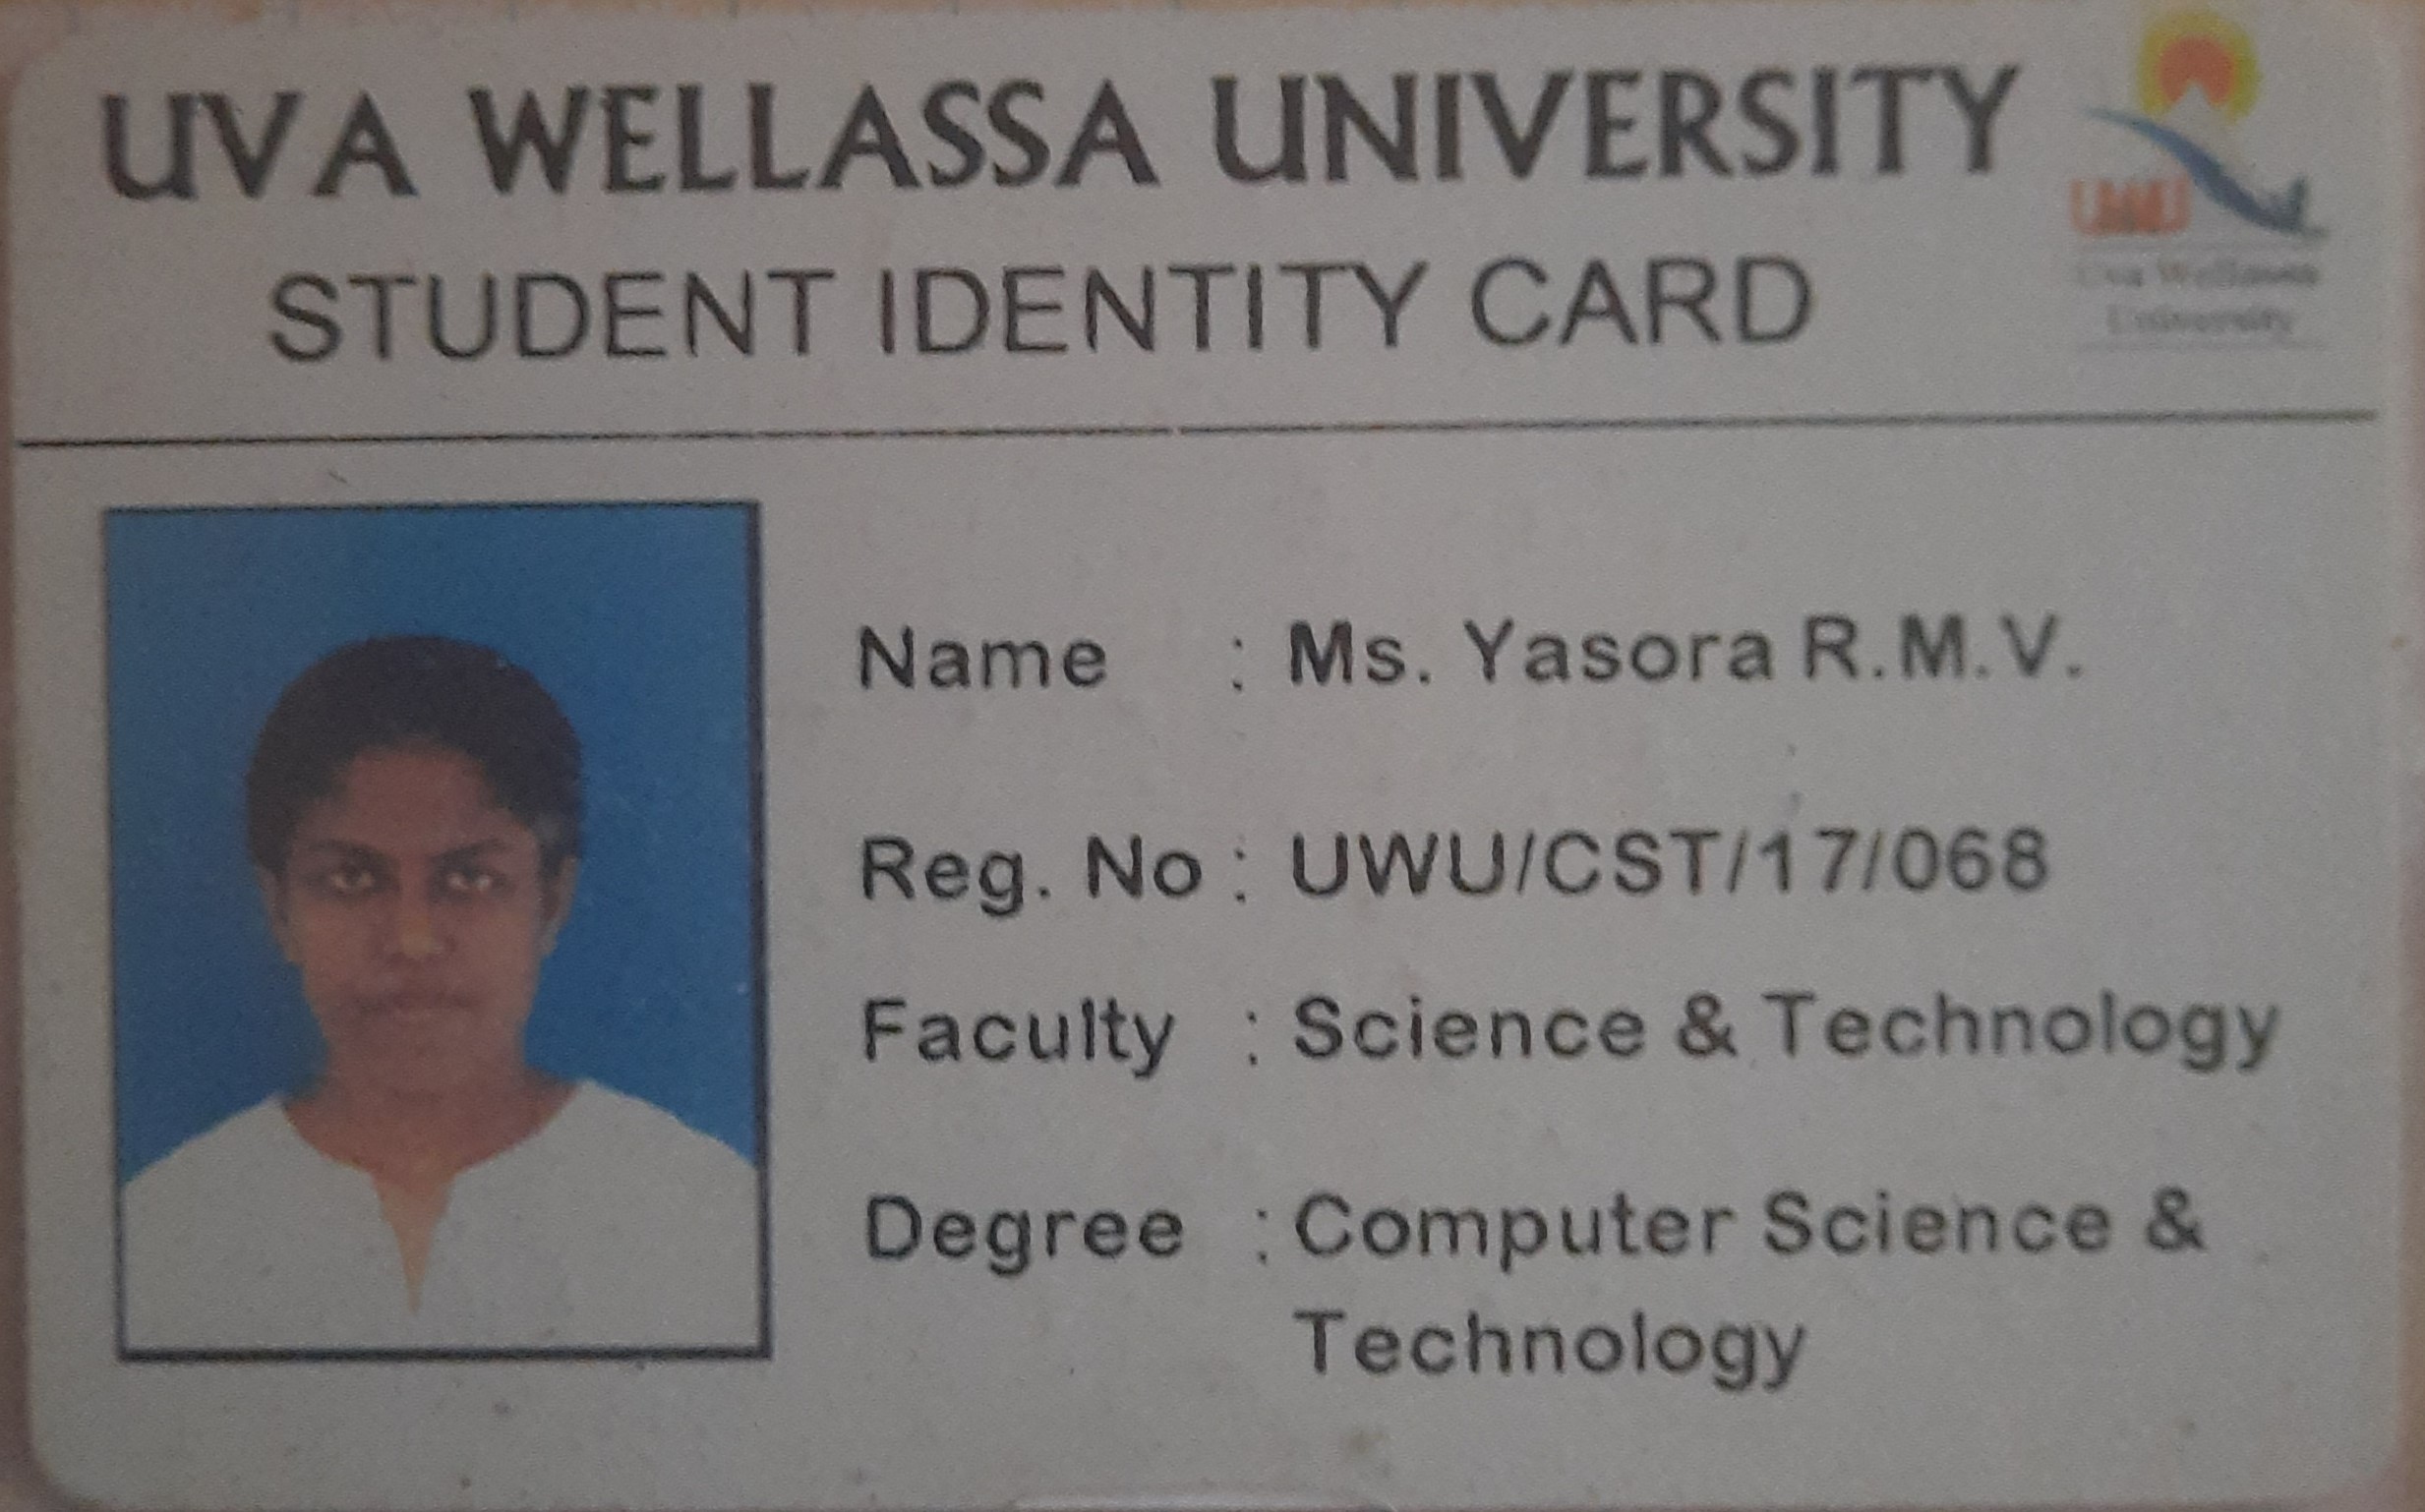 UVA WELLASSA UNIVERSITY
STUDENT IDENTITY CARD
UWU
Uva Wellassa
University
Name : Ms. Yasora R.M.V.
Reg. No : UWU/CST/17/068
Faculty : Science & Technology
Degree : Computer Science &
Technology